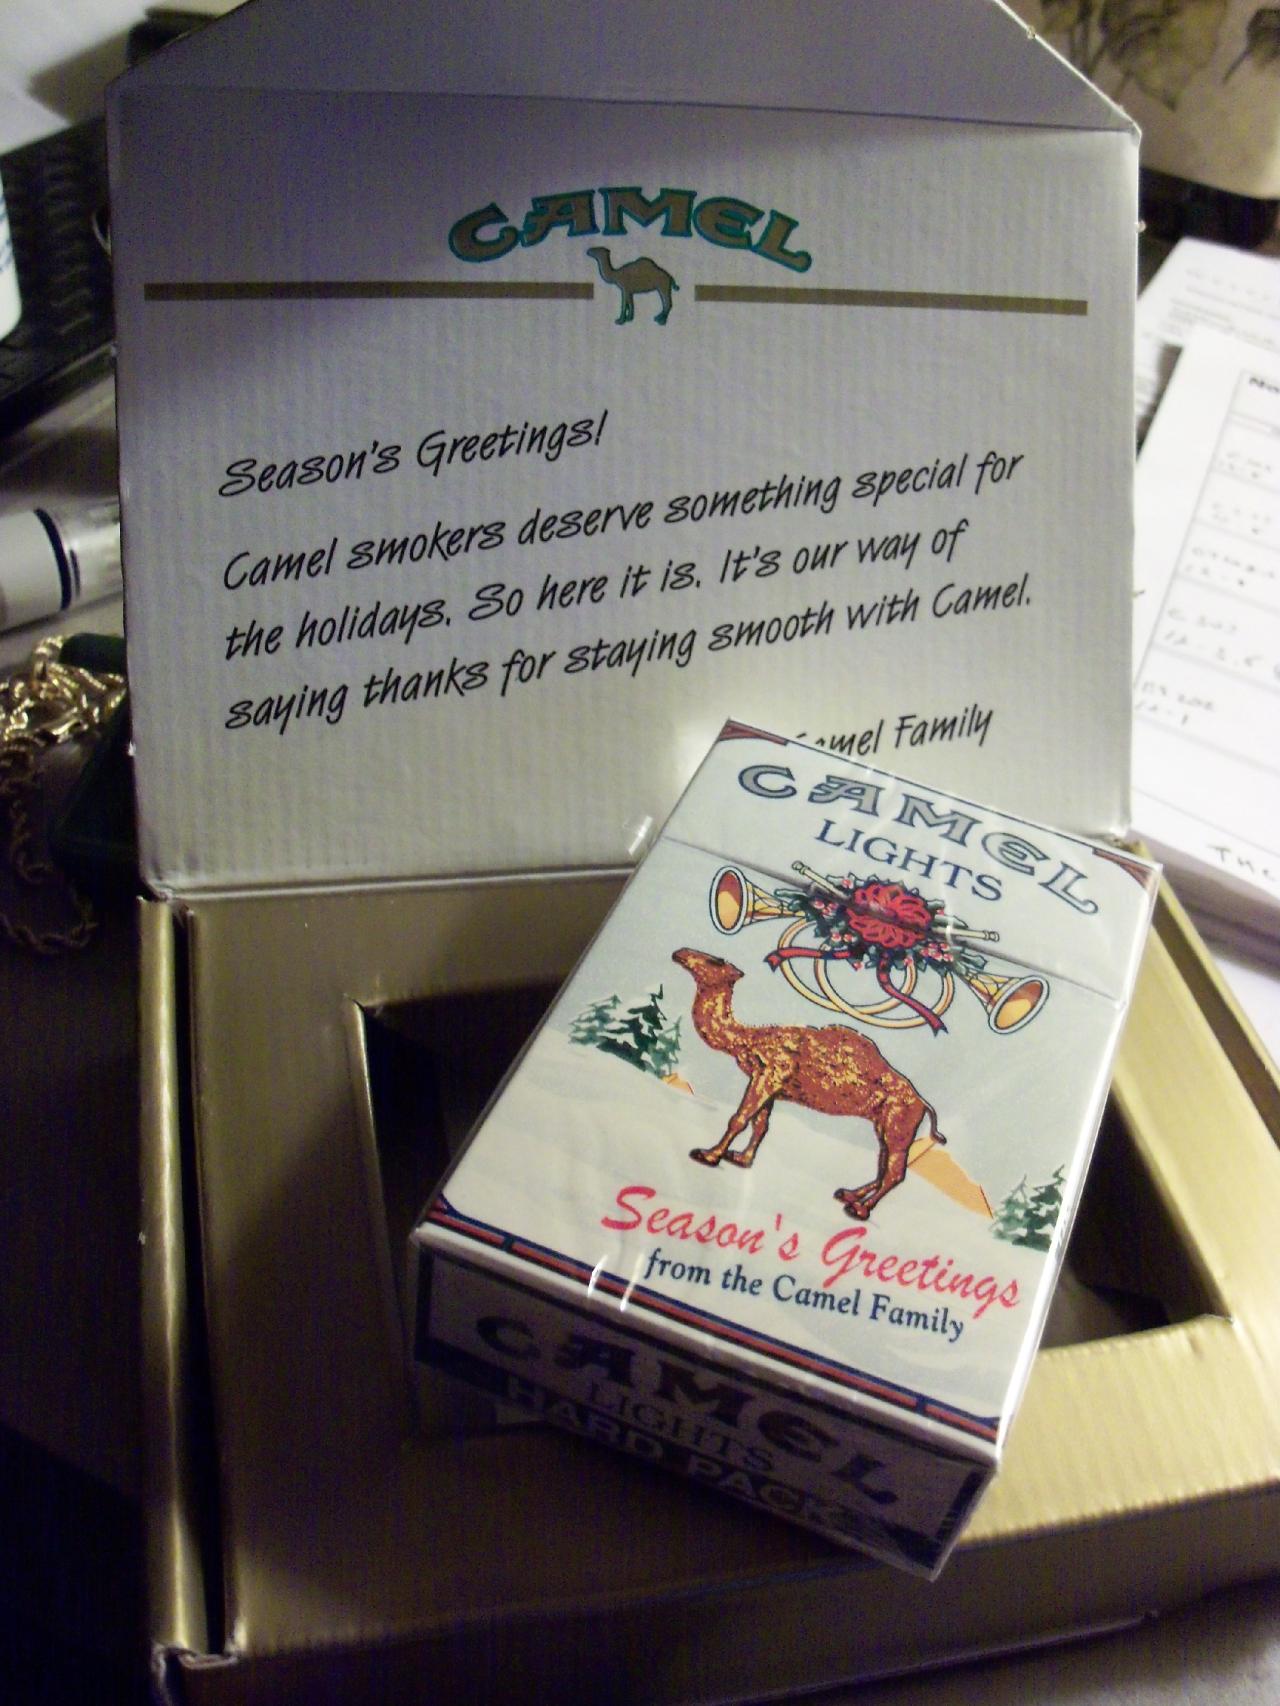 CAMEL
Season's Greetings!
Camel smokers deserve something special for
the holidays. So here it is. It's our way of
saying thanks for staying smooth with Camel.
Camel Family
CAMEL
LIGHTS
Season's Greetings
from the Camel Family
CAMEL
LIGHTS
HARD PACK